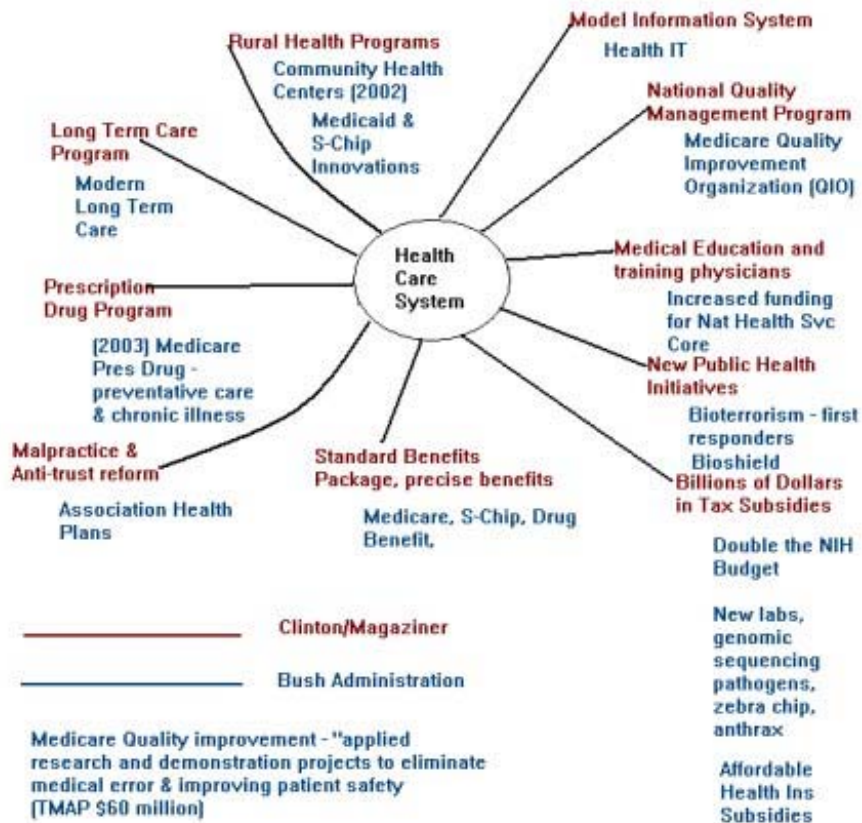 Model Information System
Health IT
Rural Health Programs
Community Health
Centers (2002)
Medicaid &
S-Chip
Innovations
National Quality
Management Program
Medicare Quality
Improvement
Organization (QIO)
Long Term Care
Program
Modern
Long Term
Care
Health
Care
System
Medical Education and
training physicians
Increased funding
for Nat Health Svc
Core
Prescription
Drug Program
(2003) Medicare
Pres Drug -
preventative care
& chronic illness
New Public Health
Initiatives
Bioterrorism - first
responders
Bioshield
Malpractice &
Anti-trust reform
Association Health
Plans
Standard Benefits
Package, precise benefits
Medicare, S-Chip, Drug
Benefit,
Billions of Dollars
in Tax Subsidies
Double the NIH
Budget
New labs,
genomic
sequencing
pathogens,
zebra chip,
anthrax
Affordable
Health Ins
Subsidies
Clinton/Magaziner
Bush Administration
Medicare Quality improvement - "applied
research and demonstration projects to eliminate
medical error & improving patient safety
(TMAP $60 million)